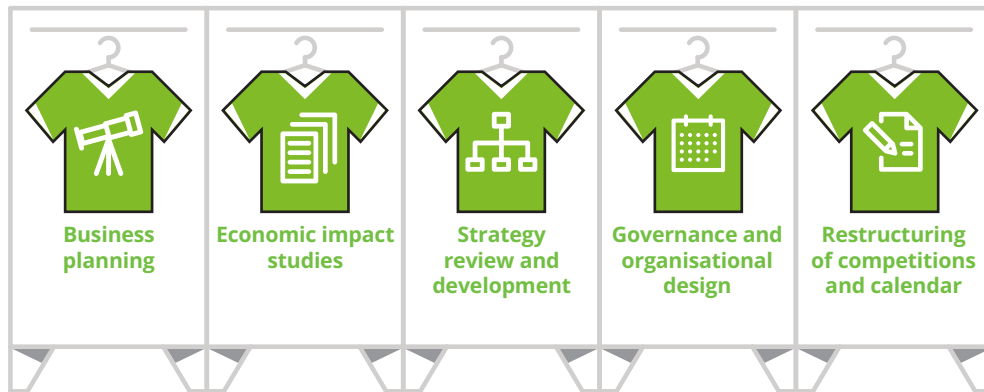 Business
planning
Economic impact
studies
Strategy
review and
development
Governance and
organisational
design
Restructuring
of competitions
and calendar